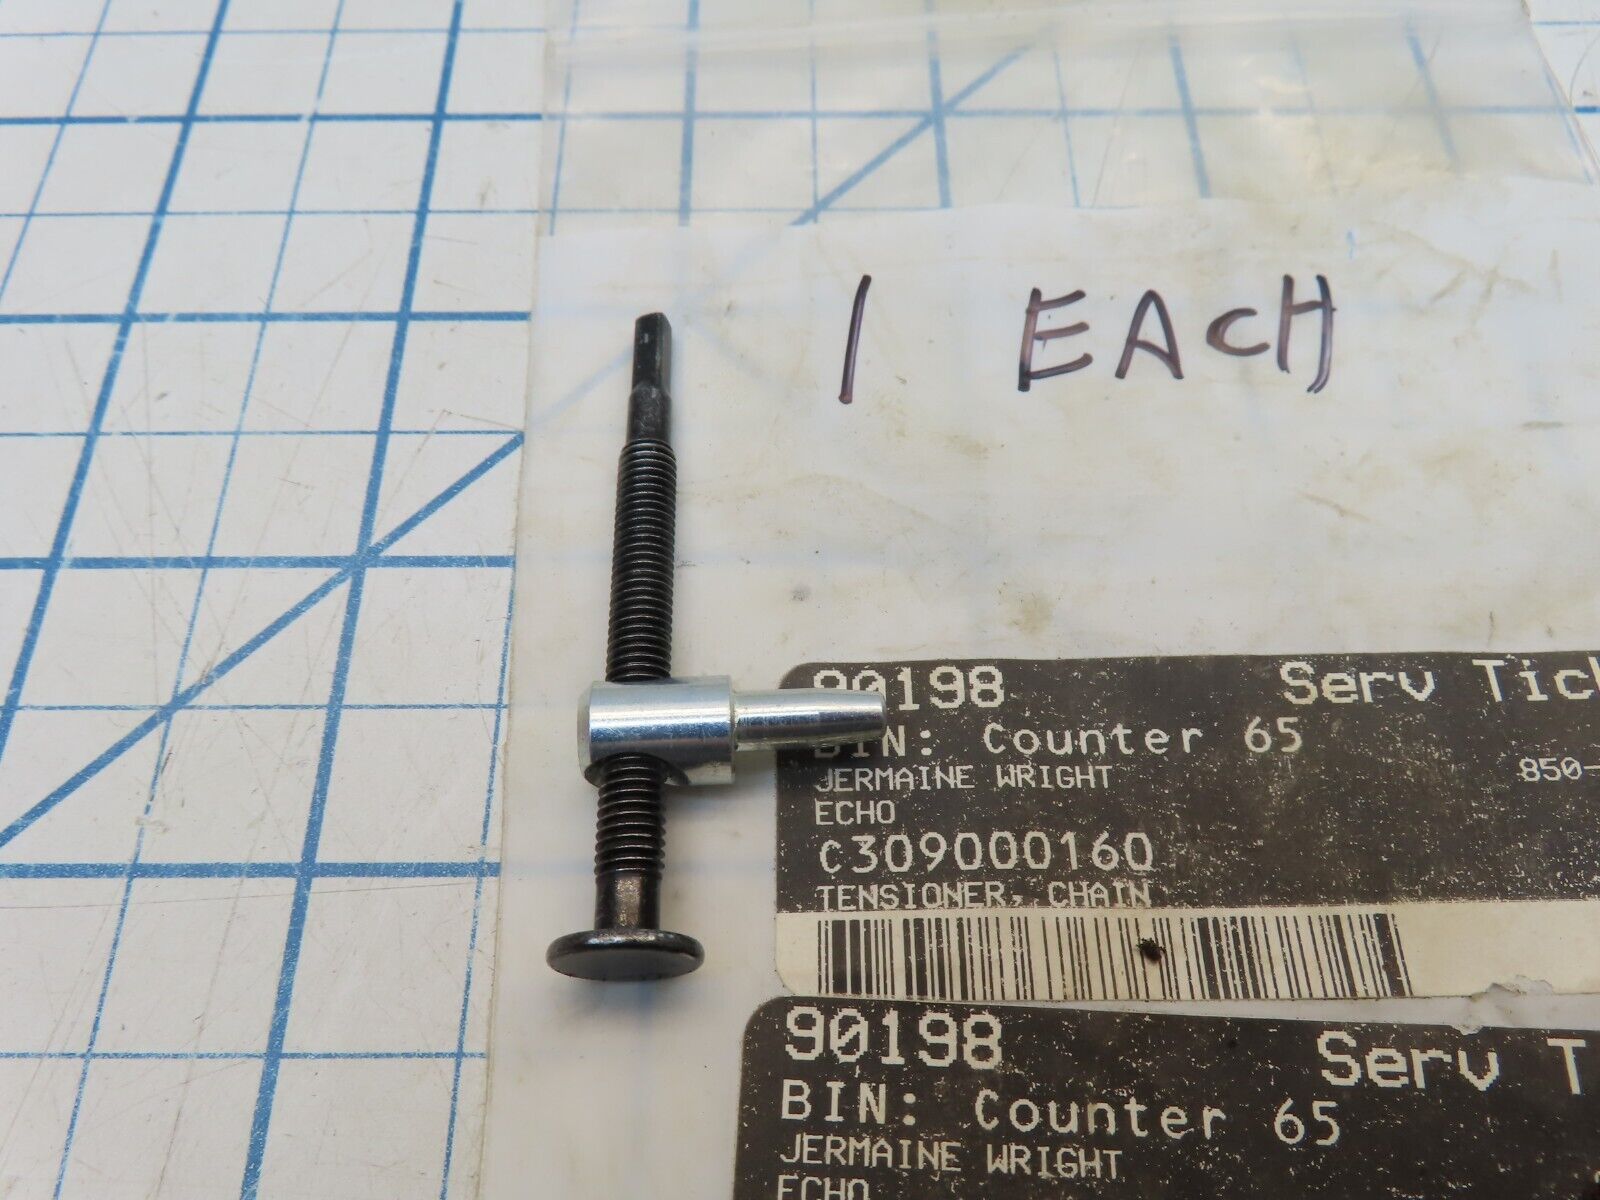 1 EACH
90198 Serv Tick
BIN: Counter 65
JERMAINE WRIGHT 850-
ECHO
C309000160
TENSIONER, CHAIN
90198 Serv T
BIN: Counter 65
JERMAINE WRIGHT
ECHO